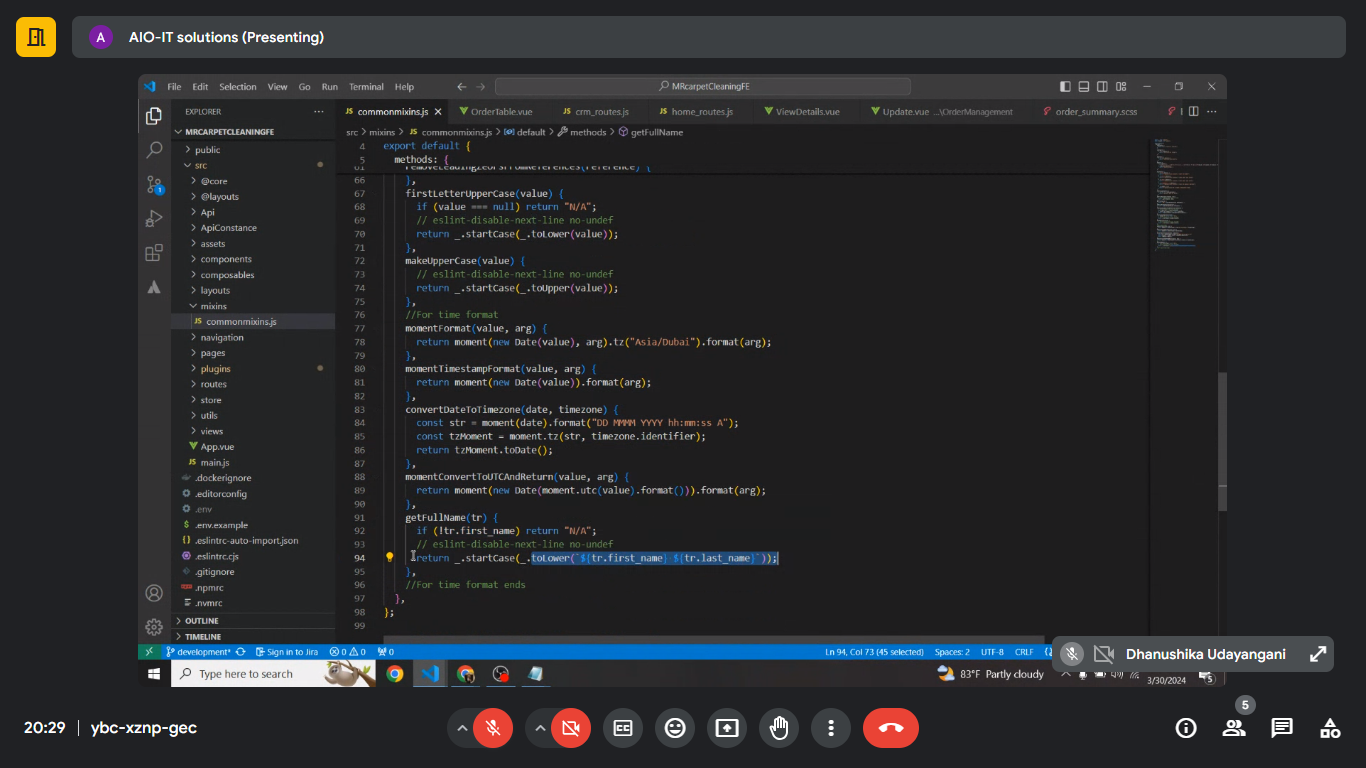 A AIO-IT solutions (Presenting)
File Edit Selection View Go Run Terminal Help
MRcarpetCleaningFE
EXPLORER
JS commonmixins.js
OrderTable.vue
JS crm_routes.js
JS home_routes.js
ViewDetails.vue
Update.vue ...\OrderManagement
order_summary.scss
MRCARPETCLEANINGFE
src > mixins > JS commonmixins.js > default > methods > getFullName
public
src
@core
@layouts
Api
ApiConstance
assets
components
composables
layouts
mixins
JS commonmixins.js
navigation
pages
plugins
routes
store
utils
views
App.vue
JS main.js
.dockerignore
.editorconfig
.env
$ .env.example
{} .eslintrc-auto-import.json
.eslintrc.cjs
.gitignore
.npmrc
.nvmrc
OUTLINE
TIMELINE
4 export default {
5 methods: {
61 removeLeadingZerosFromReferences(reference) {
66 },
67 firstLetterUpperCase(value) {
68 if (value === null) return "N/A";
69 // eslint-disable-next-line no-undef
70 return _.startCase(_.toLower(value));
71 },
72 makeUpperCase(value) {
73 // eslint-disable-next-line no-undef
74 return _.startCase(_.toUpper(value));
75 },
76 //For time format
77 momentFormat(value, arg) {
78 return moment(new Date(value), arg).tz("Asia/Dubai").format(arg);
79 },
80 momentTimestampFormat(value, arg) {
81 return moment(new Date(value)).format(arg);
82 },
83 convertDateToTimezone(date, timezone) {
84 const str = moment(date).format("DD MMMM YYYY hh:mm:ss A");
85 const tzMoment = moment.tz(str, timezone.identifier);
86 return tzMoment.toDate();
87 },
88 momentConvertToUTCAndReturn(value, arg) {
89 return moment(new Date(moment.utc(value).format())).format(arg);
90 },
91 getFullName(tr) {
92 if (!tr.first_name) return "N/A";
93 // eslint-disable-next-line no-undef
94 return _.startCase(_.toLower(`${tr.first_name} ${tr.last_name}`));
95 },
96 //For time format ends
97 },
98 };
99
development* Sign in to Jira 0 0 0 Ln 94, Col 73 (45 selected) Spaces: 2 UTF-8 CRLF
Type here to search
83°F Partly cloudy
3/30/2024
5
Dhanushika Udayangani
20:29 | ybc-xznp-gec
5